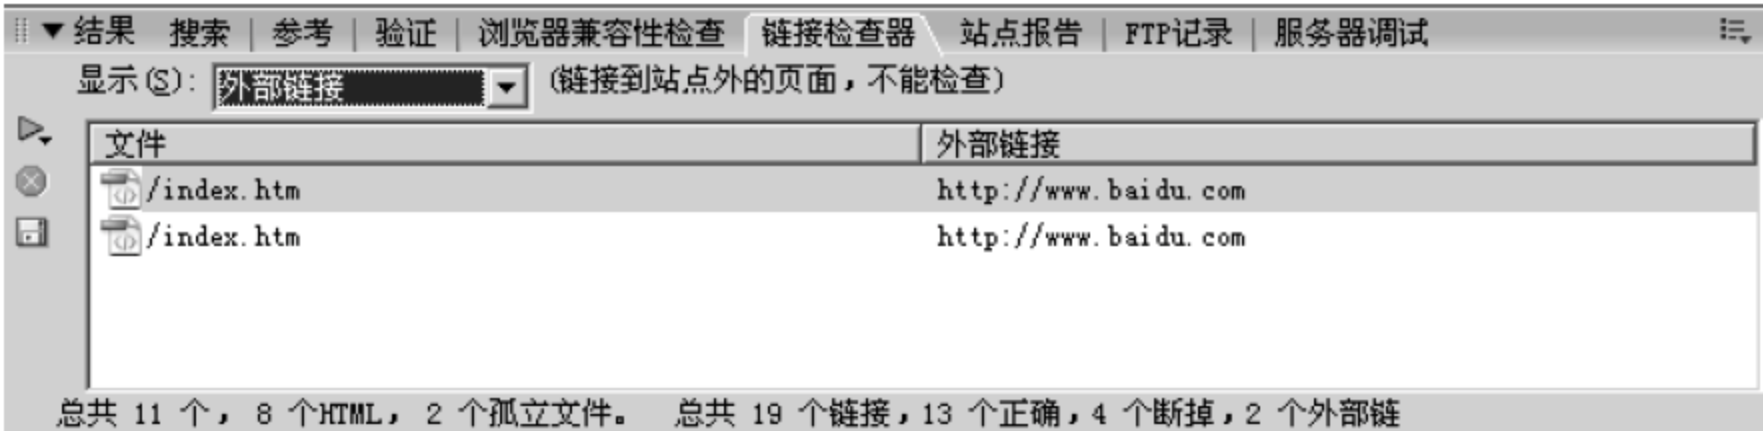 结果 搜索 | 参考 | 验证 | 浏览器兼容性检查 链接检查器 站点报告 | FTP记录 | 服务器调试
显示(S): 外部链接 (链接到站点外的页面，不能检查)
文件 外部链接
/index.htm http://www.baidu.com
/index.htm http://www.baidu.com
总共 11 个，8 个HTML，2 个孤立文件。 总共 19 个链接，13 个正确，4 个断掉，2 个外部链